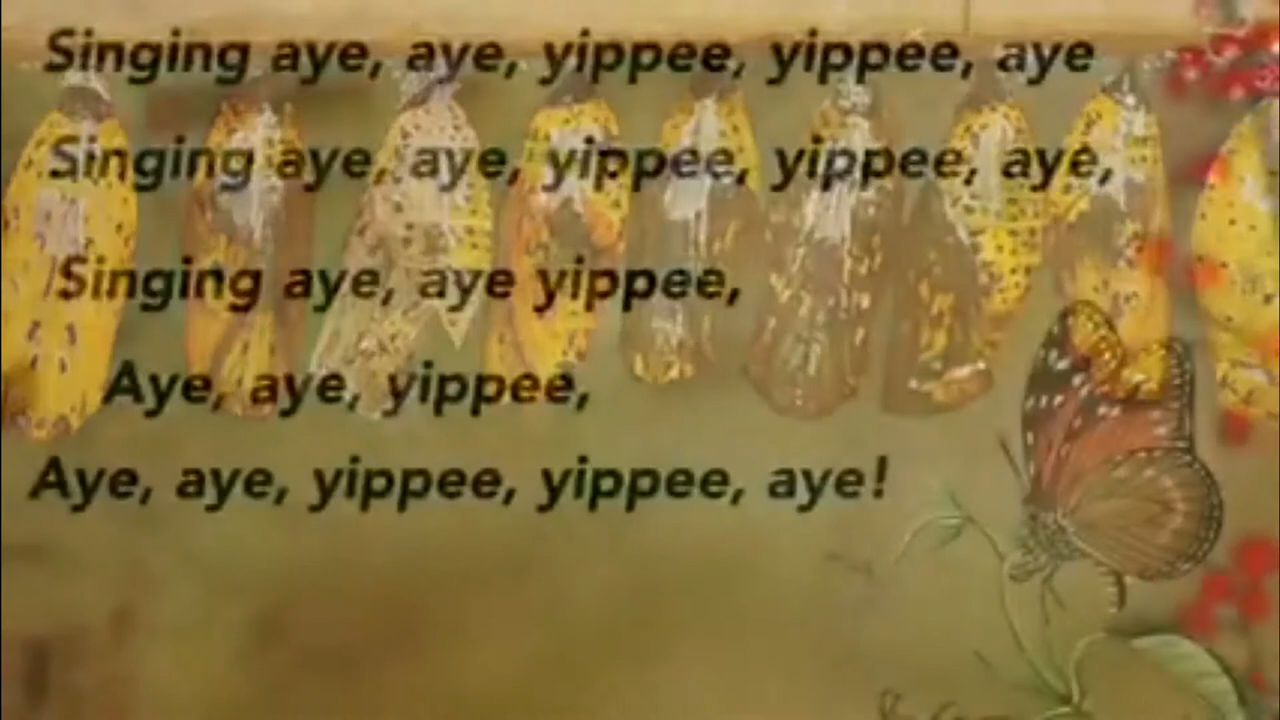 Singing aye, aye, yippee, yippee, aye
Singing aye, aye, yippee, yippee, aye,
Singing aye, aye yippee,
Aye, aye, yippee,
Aye, aye, yippee, yippee, aye!